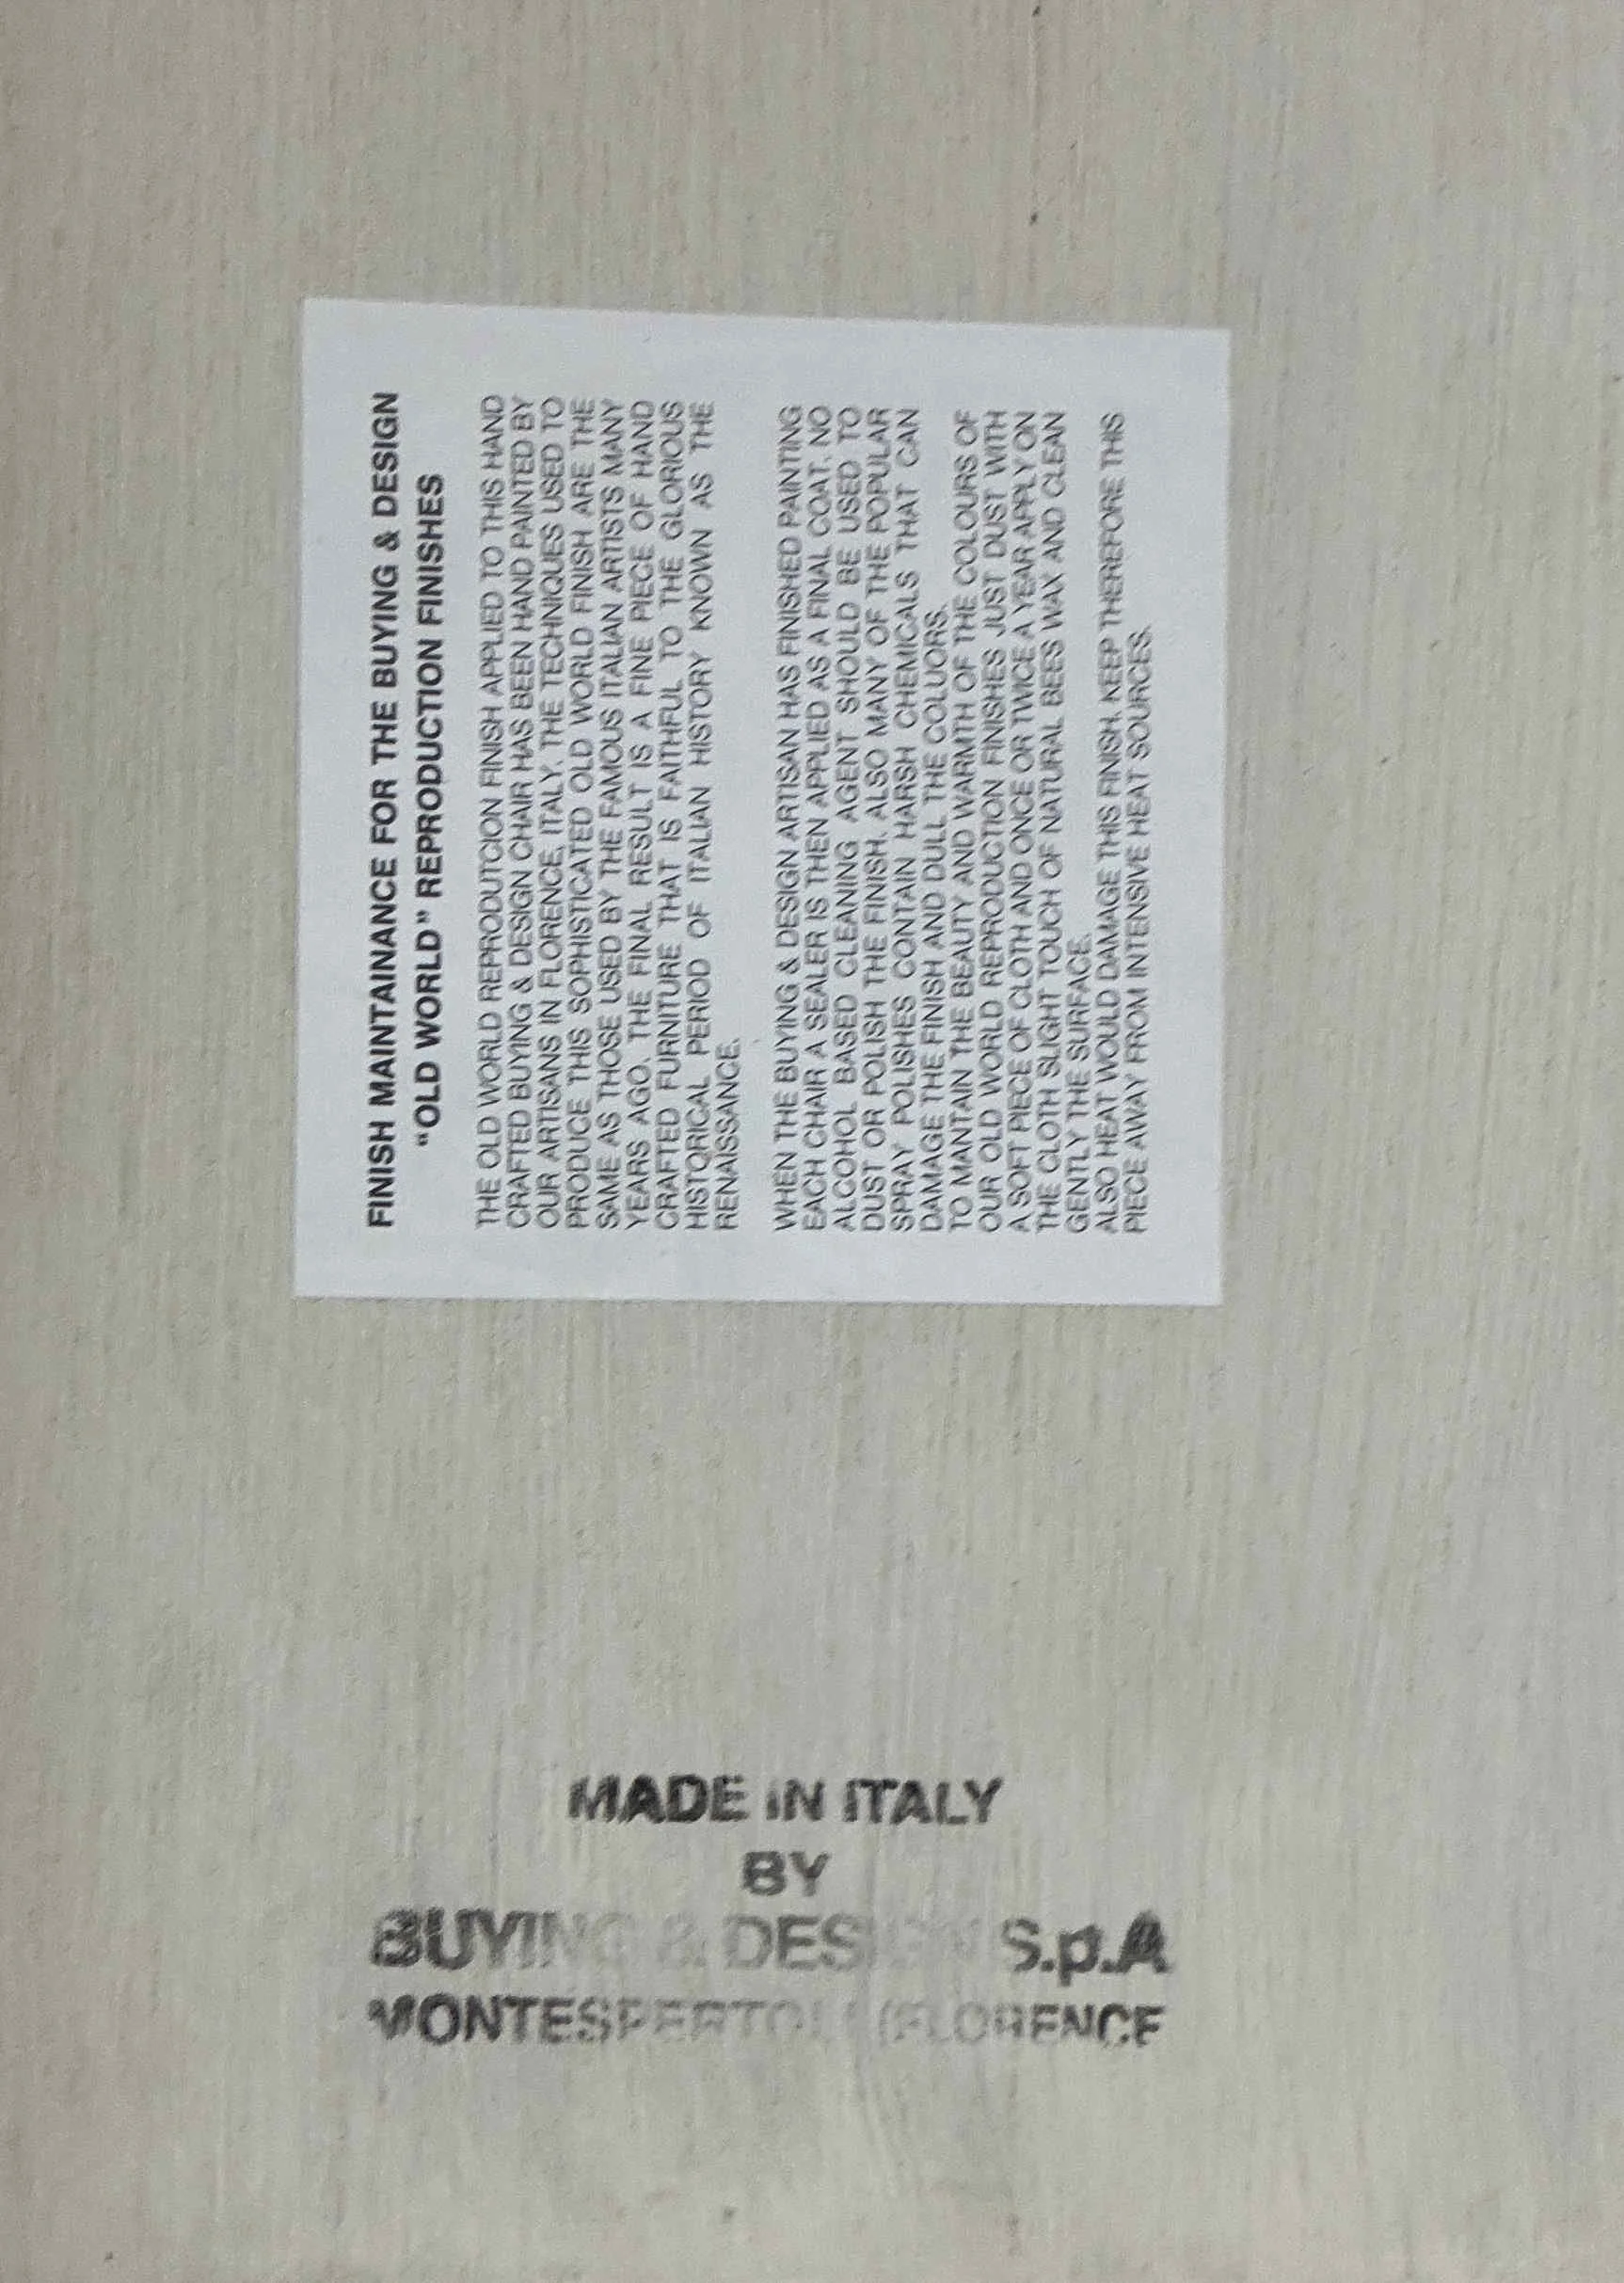 FINISH MAINTAINANCE FOR THE BUYING & DESIGN
"OLD WORLD" REPRODUCTION FINISHES
THE OLD WORLD REPRODUTCION FINISH APPLIED TO THIS HAND
CRAFTED BUYING & DESIGN CHAIR HAS BEEN HAND PAINTED BY
OUR ARTISANS IN FLORENCE, ITALY. THE TECHNIQUES USED TO
PRODUCE THIS SOPHISTICATED OLD WORLD FINISH ARE THE
SAME AS THOSE USED BY THE FAMOUS ITALIAN ARTISTS MANY
YEARS AGO. THE FINAL RESULT IS A FINE PIECE OF HAND
CRAFTED FURNITURE THAT IS FAITHFUL TO THE GLORIOUS
HISTORICAL PERIOD OF ITALIAN HISTORY KNOWN AS THE
RENAISSANCE.
WHEN THE BUYING & DESIGN ARTISAN HAS FINISHED PAINTING
EACH CHAIR A SEALER IS THEN APPLIED AS A FINAL COAT. NO
ALCOHOL BASED CLEANING AGENT SHOULD BE USED TO
DUST OR POLISH THE FINISH. ALSO MANY OF THE POPULAR
SPRAY POLISHES CONTAIN HARSH CHEMICALS THAT CAN
DAMAGE THE FINISH AND DULL THE COLUORS.
TO MANTAIN THE BEAUTY AND WARMTH OF THE COLOURS OF
OUR OLD WORLD REPRODUCTION FINISHES JUST DUST WITH
A SOFT PIECE OF CLOTH AND ONCE OR TWICE A YEAR APPLY ON
THE CLOTH SLIGHT TOUCH OF NATURAL BEES WAX AND CLEAN
GENTLY THE SURFACE.
ALSO HEAT WOULD DAMAGE THIS FINISH. KEEP THEREFORE THIS
PIECE AWAY FROM INTENSIVE HEAT SOURCES.
MADE IN ITALY
BY
BUYING & DESIGN S.p.A
MONTESPERTOLI (FLORENCE